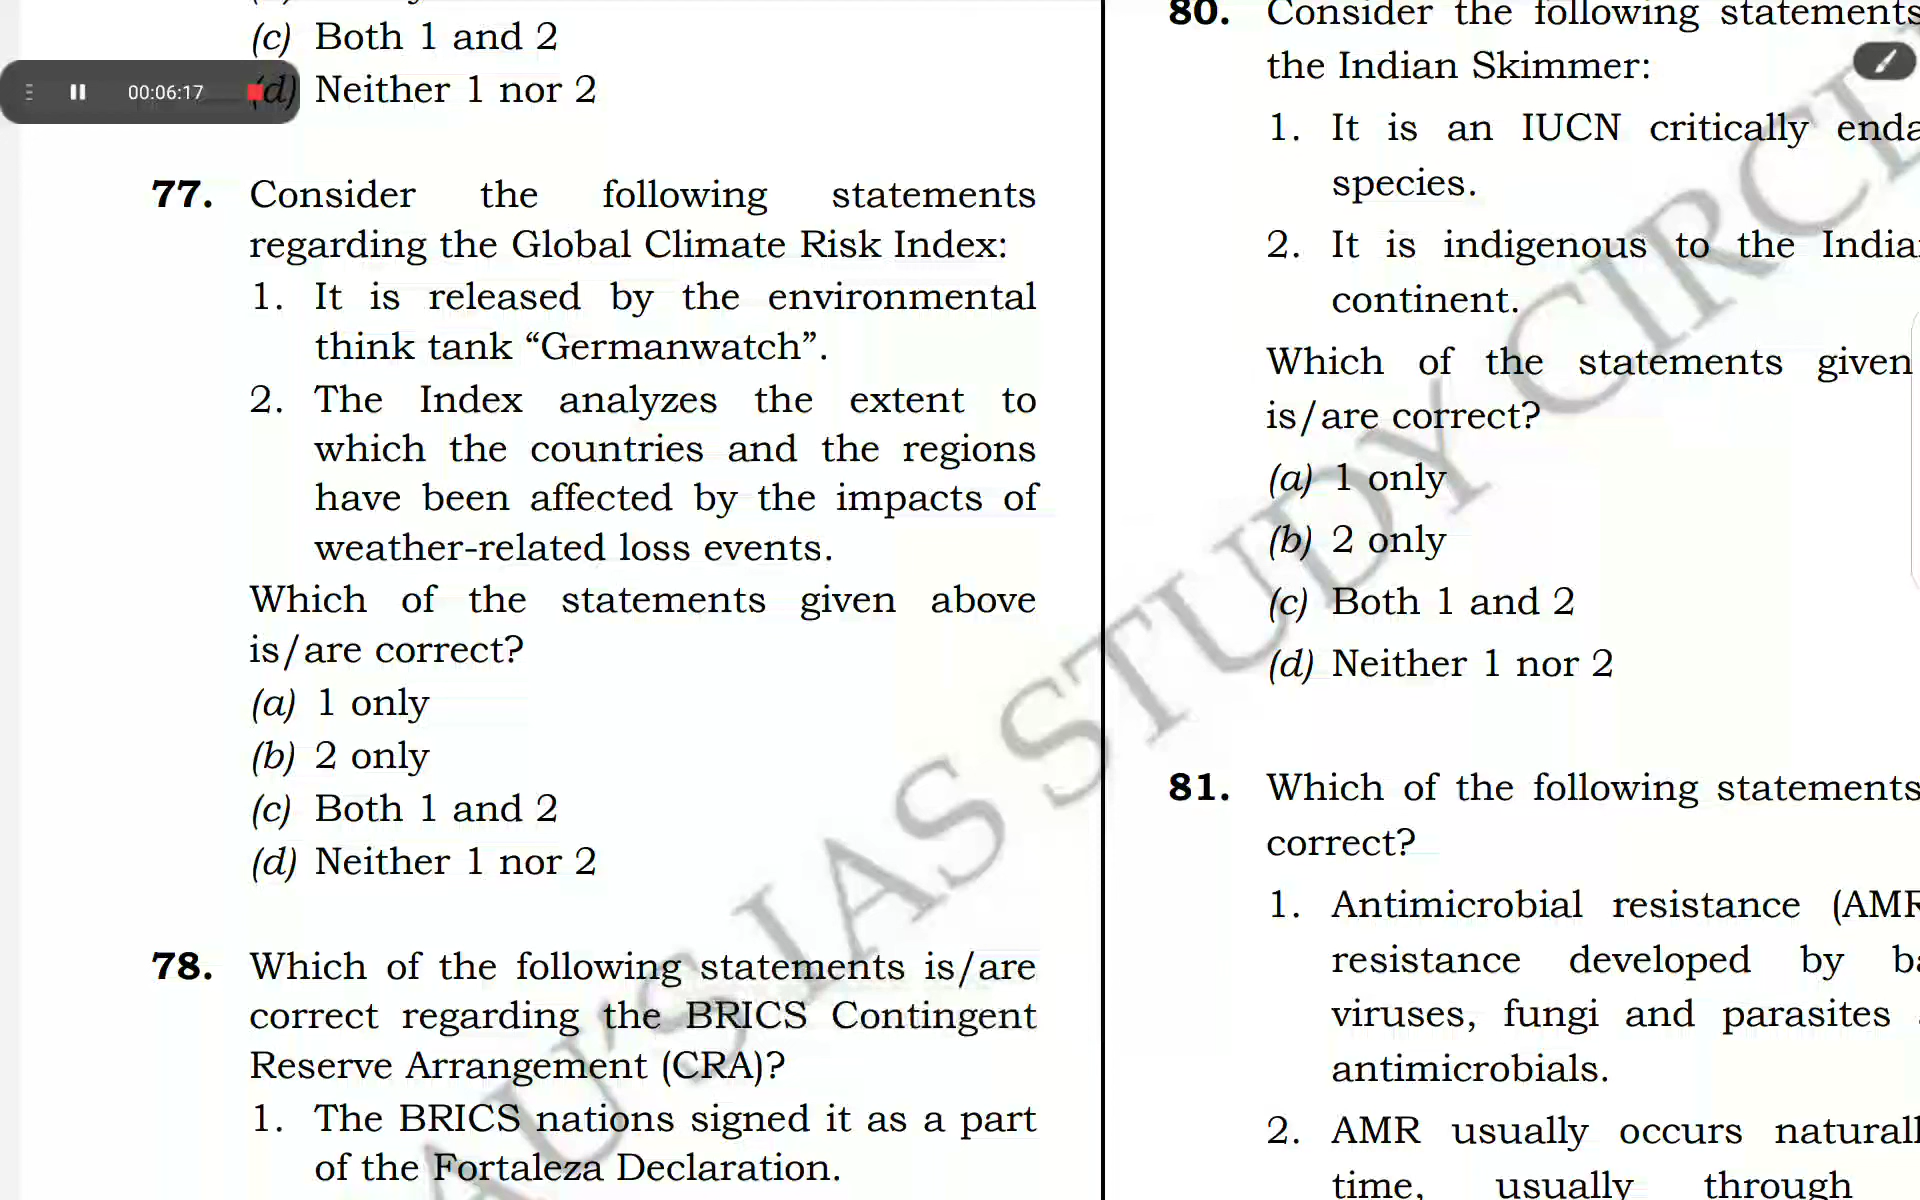 (c) Both 1 and 2
00:06:17
(d) Neither 1 nor 2
77. Consider the following statements
regarding the Global Climate Risk Index:
1. It is released by the environmental
think tank “Germanwatch”.
2. The Index analyzes the extent to
which the countries and the regions
have been affected by the impacts of
weather-related loss events.
Which of the statements given above
is/are correct?
(a) 1 only
(b) 2 only
(c) Both 1 and 2
(d) Neither 1 nor 2
78. Which of the following statements is/are
correct regarding the BRICS Contingent
Reserve Arrangement (CRA)?
1. The BRICS nations signed it as a part
of the Fortaleza Declaration.
80. Consider the following statements
the Indian Skimmer:
1. It is an IUCN critically
species.
2. It is indigenous to the
continent.
Which of the statements given
is/are correct?
(a) 1 only
(b) 2 only
(c) Both 1 and 2
(d) Neither 1 nor 2
81. Which of the following statements
correct?
1. Antimicrobial resistance
resistance developed by
viruses, fungi and parasites
antimicrobials.
2. AMR usually occurs
time, usually through
AU'S IAS STUDY CIRCL